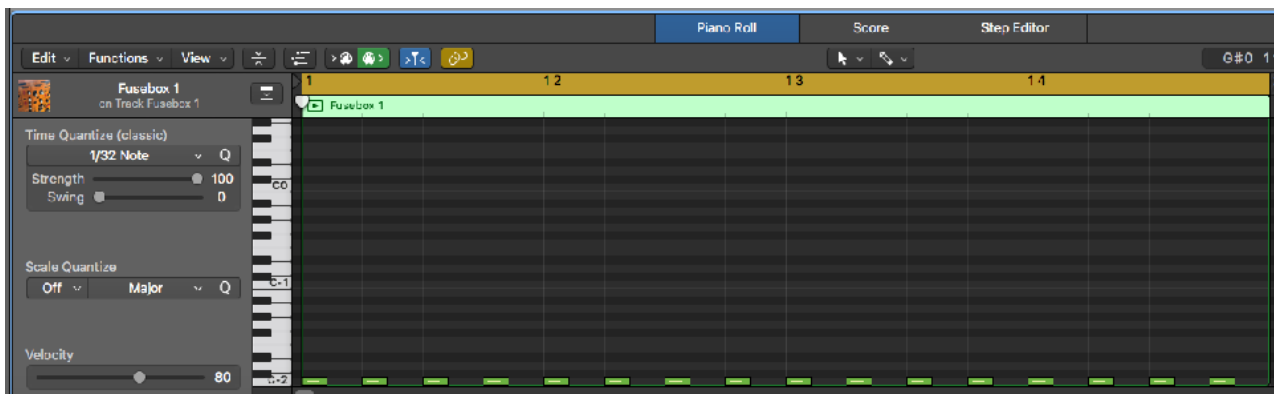 Piano Roll Score Step Editor
Edit Functions View G#0 1
Fusebox 1
on Track Fusebox 1
1 1 2 1 3 1 4
Fusebox 1
Time Quantize (classic)
1/32 Note Q
Strength 100
Swing 0
C0
Scale Quantize
Off Major Q
C-1
Velocity
80
C-2